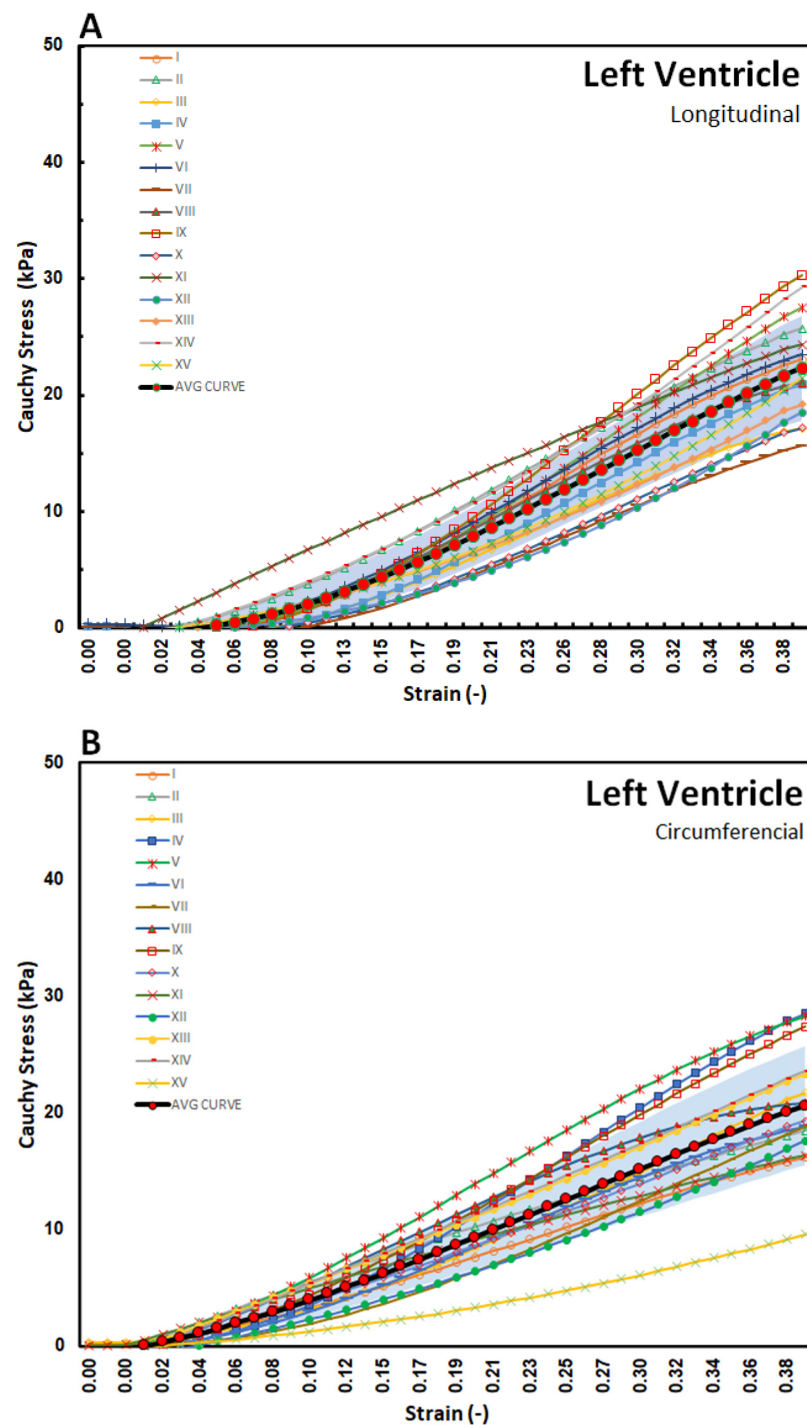 A
Left Ventricle
Longitudinal
50
40
30
20
10
0
Cauchy Stress (kPa)
I
II
III
IV
V
VI
VII
VIII
IX
X
XI
XII
XIII
XIV
XV
AVG CURVE
0.00 0.00 0.02 0.04 0.06 0.08 0.10 0.13 0.15 0.17 0.19 0.21 0.23 0.26 0.28 0.30 0.32 0.34 0.36 0.38
Strain (-)
B
Left Ventricle
Circumferencial
50
40
30
20
10
0
Cauchy Stress (kPa)
I
II
III
IV
V
VI
VII
VIII
IX
X
XI
XII
XIII
XIV
XV
AVG CURVE
0.00 0.00 0.02 0.04 0.06 0.08 0.10 0.13 0.15 0.17 0.19 0.21 0.23 0.25 0.27 0.30 0.32 0.34 0.36 0.38
Strain (-)